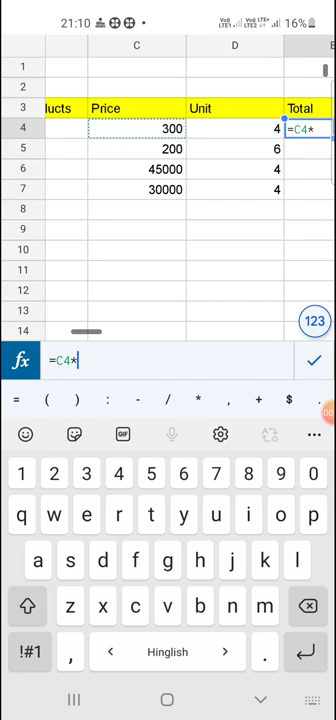 21:10 16%
C D E
1
2
3 ucts Price Unit Total
4 300 4 =C4*
5 200 6
6 45000 4
7 30000 4
8
9
10
11
12
13
14
123
fx =C4*
= ( ) : - / * , + $ .
GIF
1 2 3 4 5 6 7 8 9 0
q w e r t y u i o p
a s d f g h j k l
z x c v b n m
!#1 , < Hinglish > .